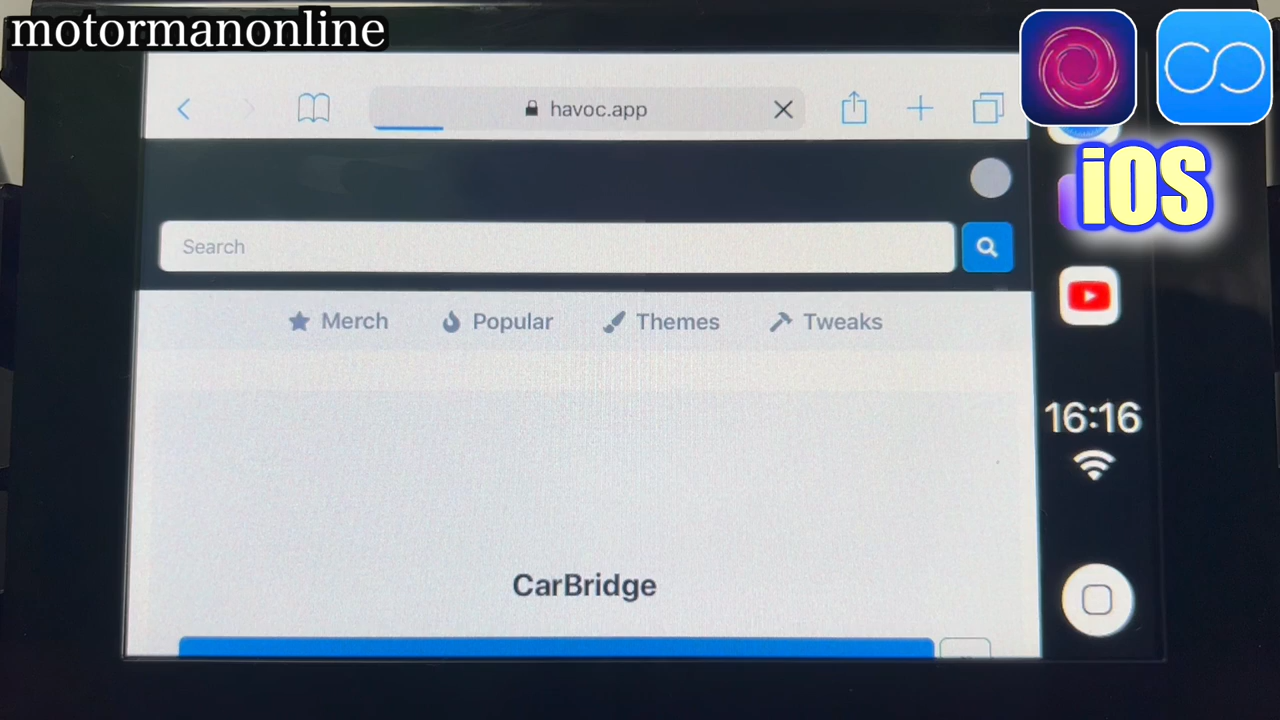 motormanonline
havoc.app
iOS
Search
Merch Popular Themes Tweaks
16:16
CarBridge